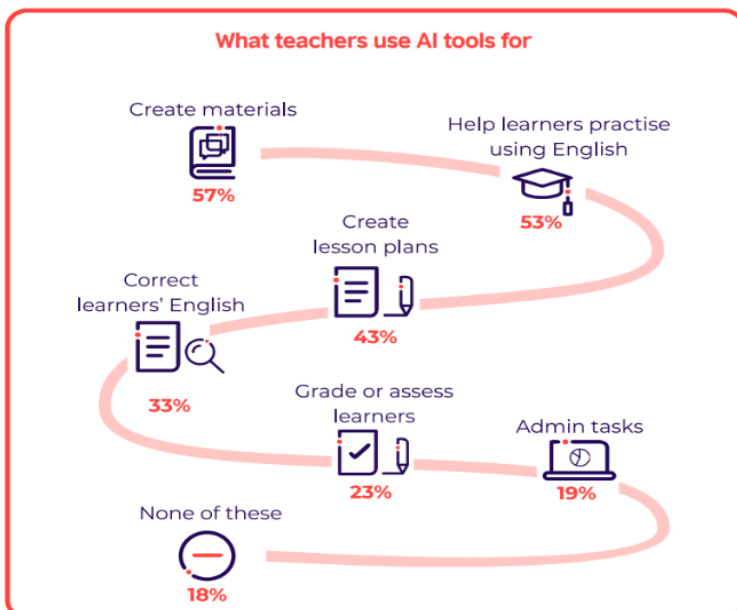 What teachers use AI tools for
Create materials
57%
Help learners practise
using English
53%
Create
lesson plans
43%
Correct
learners’ English
33%
Grade or assess
learners
23%
Admin tasks
19%
None of these
18%